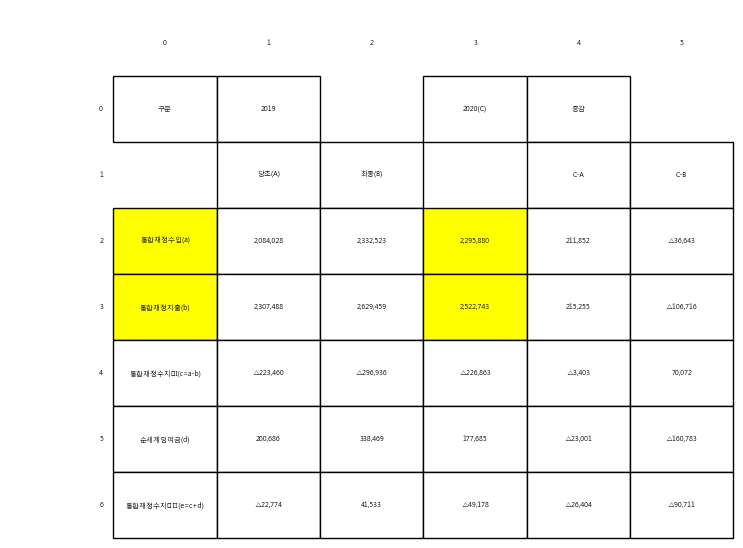 0 1 2 3 4 5
0 구분 2019 2020(C) 증감
1 당초(A) 최종(B) C-A C-B
2 통합재정수입(a) 2,084,028 2,332,523 2,295,880 211,852 △36,643
3 통합재정지출(b) 2,307,488 2,629,459 2,522,743 215,255 △106,716
4 통합재정수지□□(c=a-b) △223,460 △296,936 △226,863 △3,403 70,072
5 순세계잉여금(d) 200,686 338,469 177,685 △23,001 △160,783
6 통합재정수지□□□(e=c+d) △22,774 41,533 △49,178 △26,404 △90,711